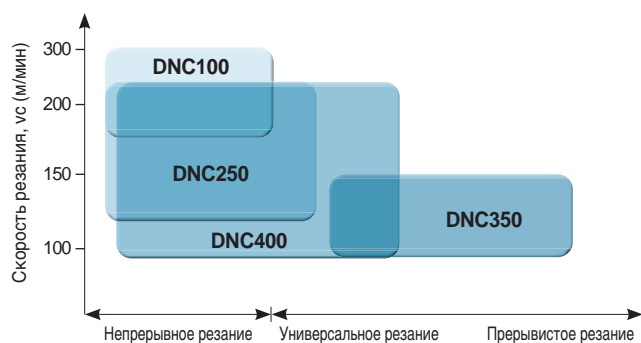 Скорость резания, vc (м/мин)
300
200
150
100
DNC100
DNC250
DNC400
DNC350
Непрерывное резание
Универсальное резание
Прерывистое резание